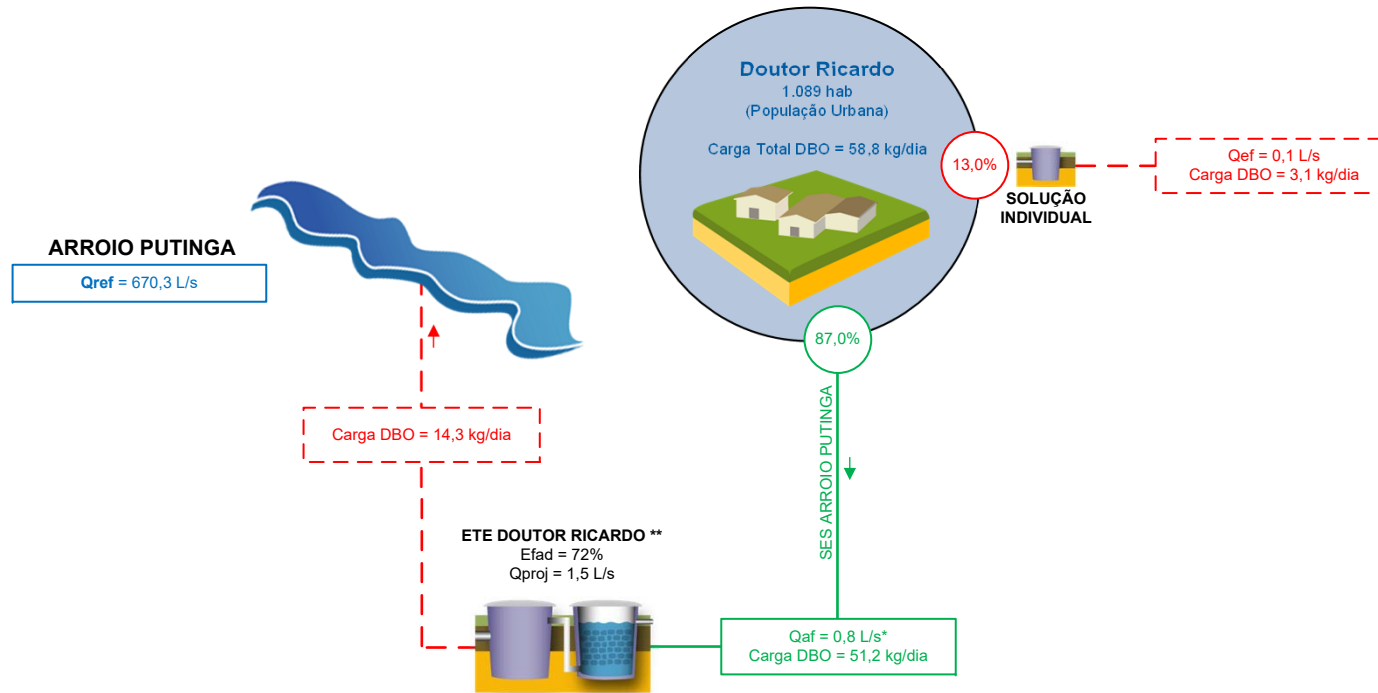 Doutor Ricardo
1.089 hab
(População Urbana)
Carga Total DBO = 58,8 kg/dia
13,0%
SOLUÇÃO
INDIVIDUAL
Qef = 0,1 L/s
Carga DBO = 3,1 kg/dia
ARROIO PUTINGA
Qref = 670,3 L/s
87,0%
SES ARROIO PUTINGA
Carga DBO = 14,3 kg/dia
ETE DOUTOR RICARDO **
Efad = 72%
Qproj = 1,5 L/s
Qaf = 0,8 L/s*
Carga DBO = 51,2 kg/dia